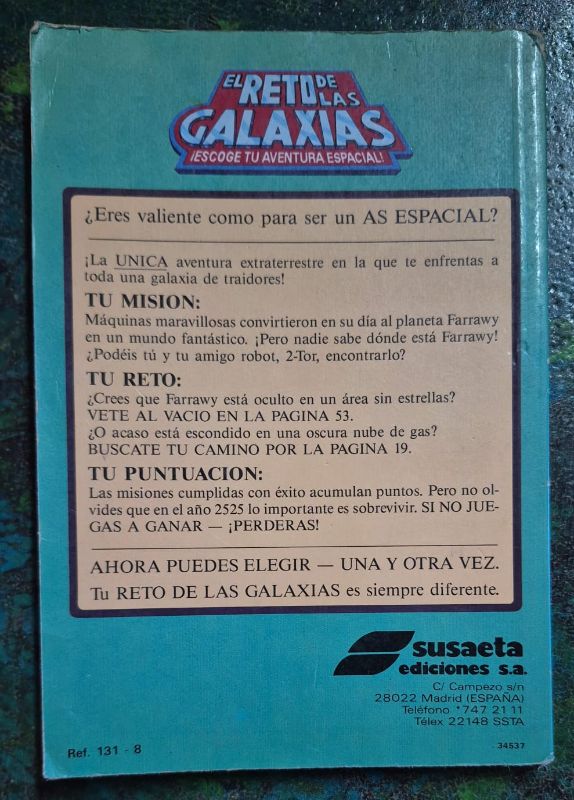 EL RETO DE LAS
GALAXIAS
¡ESCOGE TU AVENTURA ESPACIAL!
¿Eres valiente como para ser un AS ESPACIAL?
¡La UNICA aventura extraterrestre en la que te enfrentas a
toda una galaxia de traidores!
TU MISION:
Máquinas maravillosas convirtieron en su día al planeta Farrawy
en un mundo fantástico. ¡Pero nadie sabe dónde está Farrawy!
¿Podéis tú y tu amigo robot, 2-Tor, encontrarlo?
TU RETO:
¿Crees que Farrawy está oculto en un área sin estrellas?
VETE AL VACIO EN LA PAGINA 53.
¿O acaso está escondido en una oscura nube de gas?
BUSCATE TU CAMINO POR LA PAGINA 19.
TU PUNTUACION:
Las misiones cumplidas con éxito acumulan puntos. Pero no ol-
vides que en el año 2525 lo importante es sobrevivir. SI NO JUE-
GAS A GANAR — ¡PERDERAS!
AHORA PUEDES ELEGIR — UNA Y OTRA VEZ.
Tu RETO DE LAS GALAXIAS es siempre diferente.
susaeta
ediciones s.a.
C/ Campezo s/n
28022 Madrid (ESPAÑA)
Teléfono *747 21 11
Télex 22148 SSTA
Ref. 131 - 8
34537